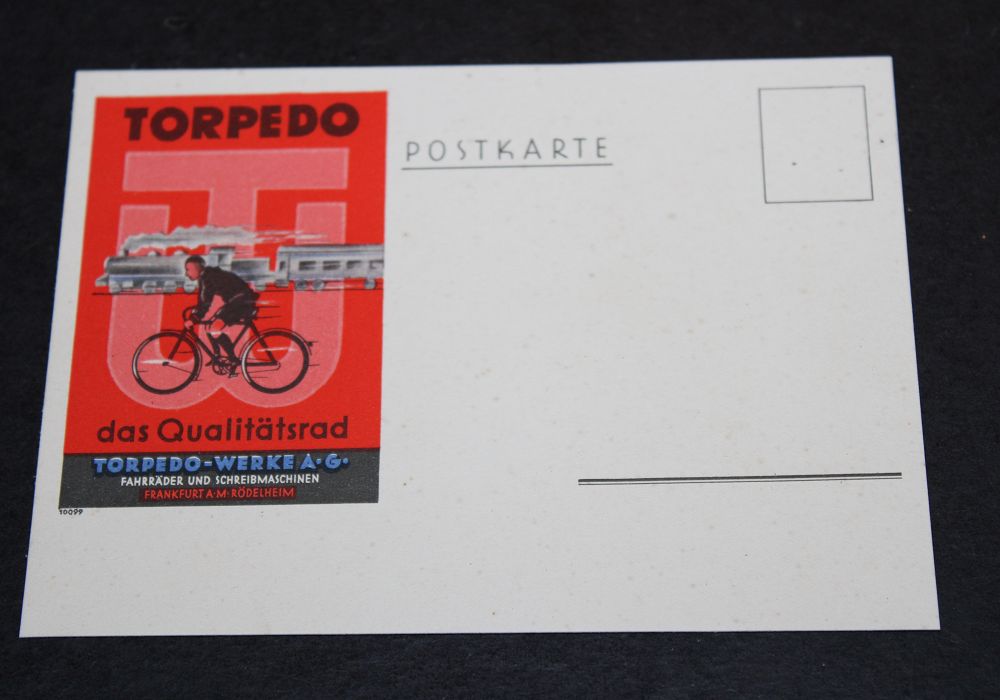 TORPEDO
das Qualitätsrad
TORPEDO-WERKE A·G·
FAHRRÄDER UND SCHREIBMASCHINEN
FRANKFURT A·M·RÖDELHEIM
10099
POSTKARTE